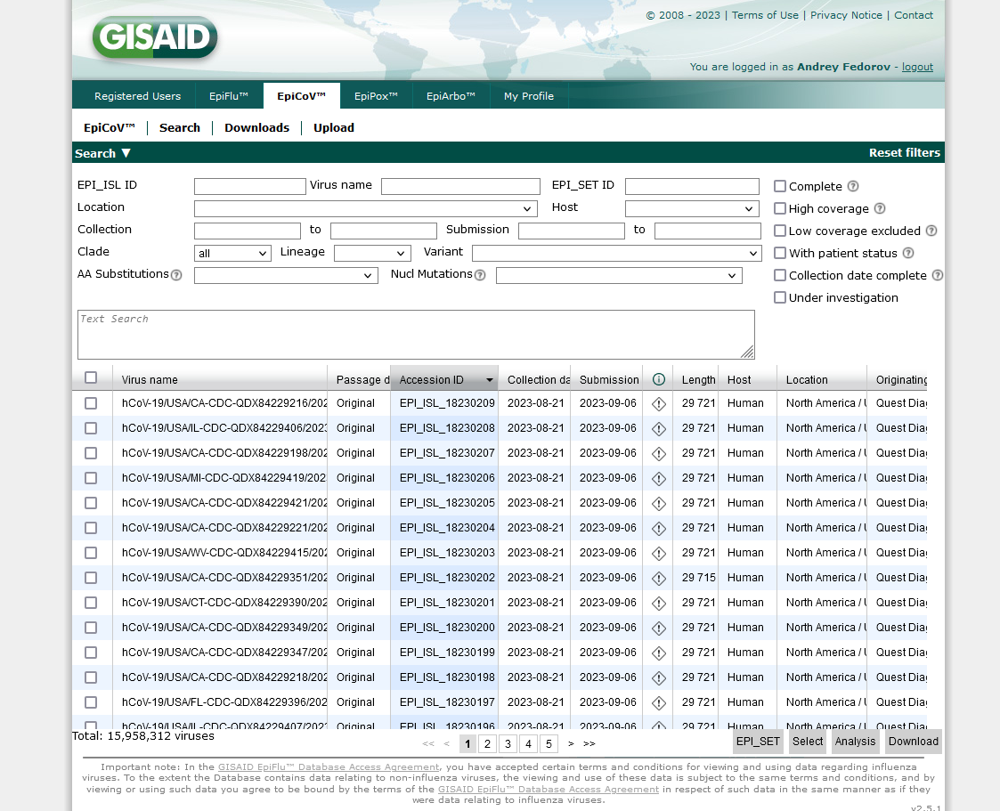 © 2008 - 2023 | Terms of Use | Privacy Notice | Contact
GISAID
You are logged in as Andrey Fedorov - logout
Registered Users EpiFlu™ EpiCoV™ EpiPox™ EpiArbo™ My Profile
EpiCoV™ Search Downloads Upload
Search ▼ Reset filters
EPI_ISL ID Virus name EPI_SET ID Complete ?
Location Host High coverage ?
Collection to Submission to Low coverage excluded ?
Clade all Lineage Variant With patient status ?
AA Substitutions ? Nucl Mutations ? Collection date complete ?
Under investigation
Text Search
Virus name Passage d Accession ID Collection da Submission Length Host Location Originating
hCoV-19/USA/CA-CDC-QDX84229216/2023 Original EPI_ISL_18230209 2023-08-21 2023-09-06 29 721 Human North America / U Quest Diag
hCoV-19/USA/IL-CDC-QDX84229406/2023 Original EPI_ISL_18230208 2023-08-21 2023-09-06 29 721 Human North America / U Quest Diag
hCoV-19/USA/CA-CDC-QDX84229198/202 Original EPI_ISL_18230207 2023-08-21 2023-09-06 29 721 Human North America / U Quest Diag
hCoV-19/USA/MI-CDC-QDX84229419/202 Original EPI_ISL_18230206 2023-08-21 2023-09-06 29 721 Human North America / U Quest Diag
hCoV-19/USA/CA-CDC-QDX84229421/202 Original EPI_ISL_18230205 2023-08-21 2023-09-06 29 721 Human North America / U Quest Diag
hCoV-19/USA/CA-CDC-QDX84229221/202 Original EPI_ISL_18230204 2023-08-21 2023-09-06 29 721 Human North America / U Quest Diag
hCoV-19/USA/WV-CDC-QDX84229415/202 Original EPI_ISL_18230203 2023-08-21 2023-09-06 29 721 Human North America / U Quest Diag
hCoV-19/USA/CA-CDC-QDX84229351/202 Original EPI_ISL_18230202 2023-08-21 2023-09-06 29 715 Human North America / U Quest Diag
hCoV-19/USA/CT-CDC-QDX84229390/202 Original EPI_ISL_18230201 2023-08-21 2023-09-06 29 721 Human North America / U Quest Diag
hCoV-19/USA/CA-CDC-QDX84229349/202 Original EPI_ISL_18230200 2023-08-21 2023-09-06 29 721 Human North America / U Quest Diag
hCoV-19/USA/CA-CDC-QDX84229347/202 Original EPI_ISL_18230199 2023-08-21 2023-09-06 29 721 Human North America / U Quest Diag
hCoV-19/USA/CA-CDC-QDX84229218/202 Original EPI_ISL_18230198 2023-08-21 2023-09-06 29 721 Human North America / U Quest Diag
hCoV-19/USA/FL-CDC-QDX84229396/202 Original EPI_ISL_18230197 2023-08-21 2023-09-06 29 721 Human North America / U Quest Diag
hCoV-19/USA/IL-CDC-QDX84229407/202 Original EPI_ISL_18230196 2023-08-21 2023-09-06 29 721 Human North America / U Quest Diag
Total: 15,958,312 viruses << < 1 2 3 4 5 > >> EPI_SET Select Analysis Download
Important note: In the GISAID EpiFlu™ Database Access Agreement, you have accepted certain terms and conditions for viewing and using data regarding influenza
viruses. To the extent the Database contains data relating to non-influenza viruses, the viewing and use of these data is subject to the same terms and conditions, and by
viewing or using such data you agree to be bound by the terms of the GISAID EpiFlu™ Database Access Agreement in respect of such data in the same manner as if they
were data relating to influenza viruses.
v2.5.1